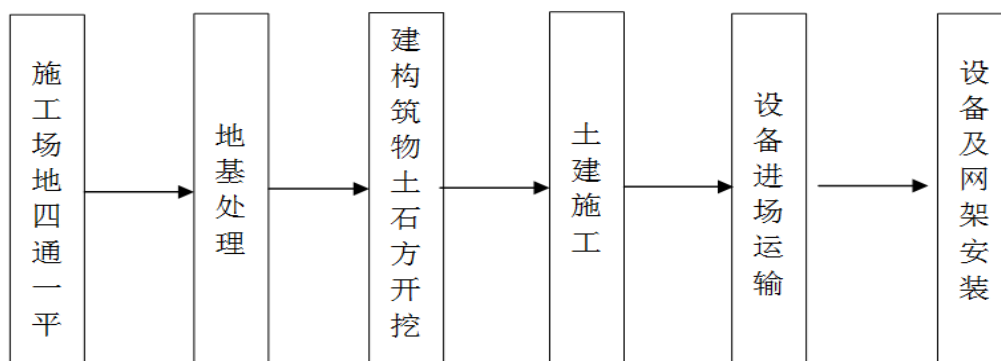 施工场地四通一平
地基处理
建构筑物土石方开挖
土建施工
设备进场运输
设备及网架安装